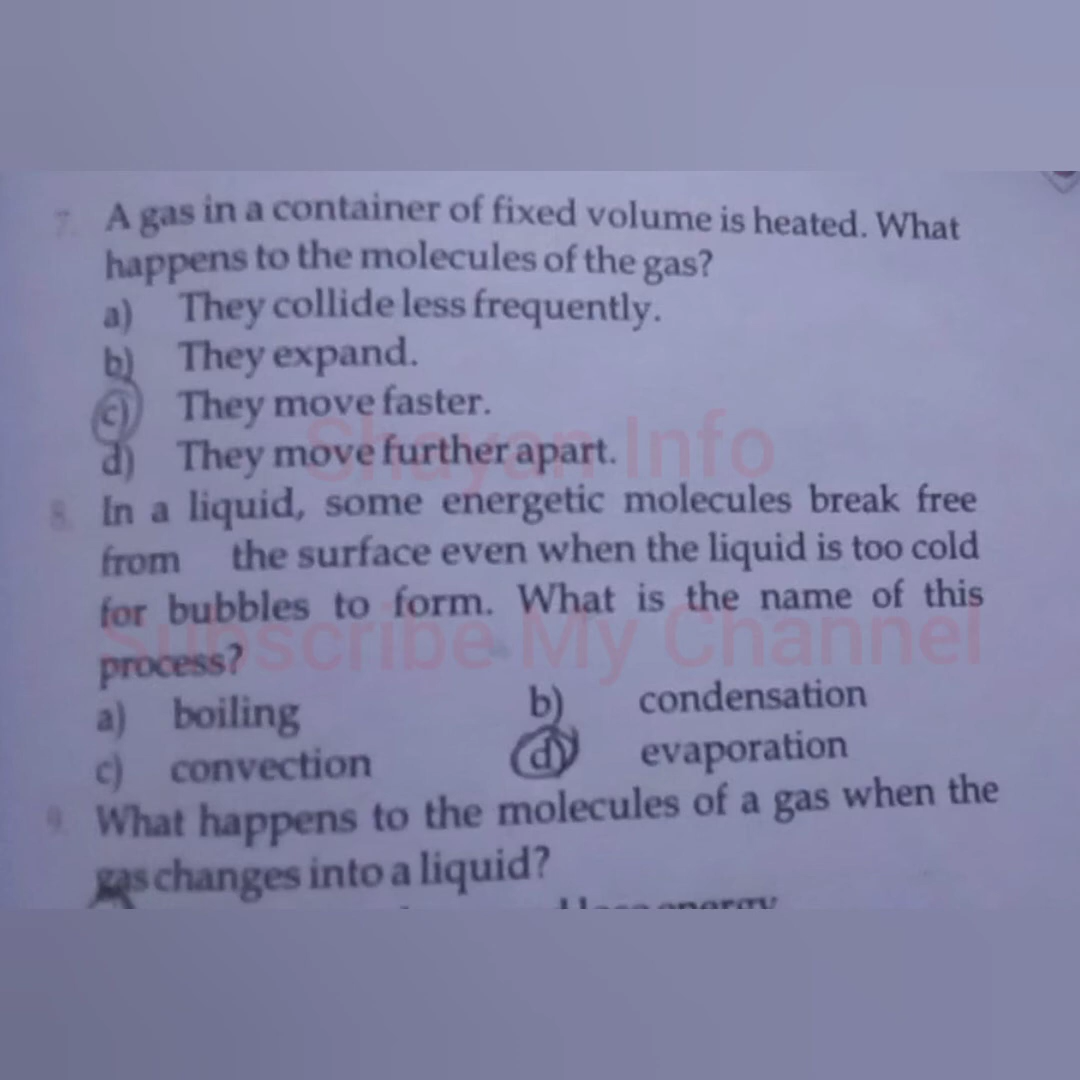 7. A gas in a container of fixed volume is heated. What
happens to the molecules of the gas?
a) They collide less frequently.
b) They expand.
c) They move faster.
d) They move further apart.
Shayan Info
8. In a liquid, some energetic molecules break free
from the surface even when the liquid is too cold
for bubbles to form. What is the name of this
Subscribe My Channel
process?
a) boiling b) condensation
c) convection d) evaporation
9. What happens to the molecules of a gas when the
gas changes into a liquid?
energy